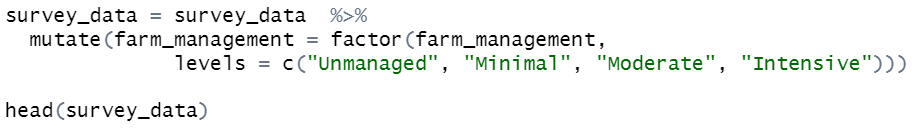 survey_data = survey_data  %>%
  mutate(farm_management = factor(farm_management,
              levels = c("Unmanaged", "Minimal", "Moderate", "Intensive")))

head(survey_data)